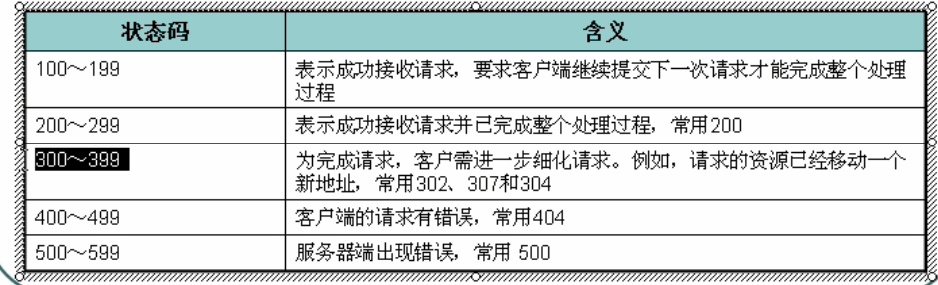 状态码 含义
100～199 表示成功接收请求，要求客户端继续提交下一次请求才能完成整个处理
过程
200～299 表示成功接收请求并已完成整个处理过程，常用200
300～399 为完成请求，客户需进一步细化请求。例如，请求的资源已经移动一个
新地址，常用302、307和304
400～499 客户端的请求有错误，常用404
500～599 服务器端出现错误，常用 500